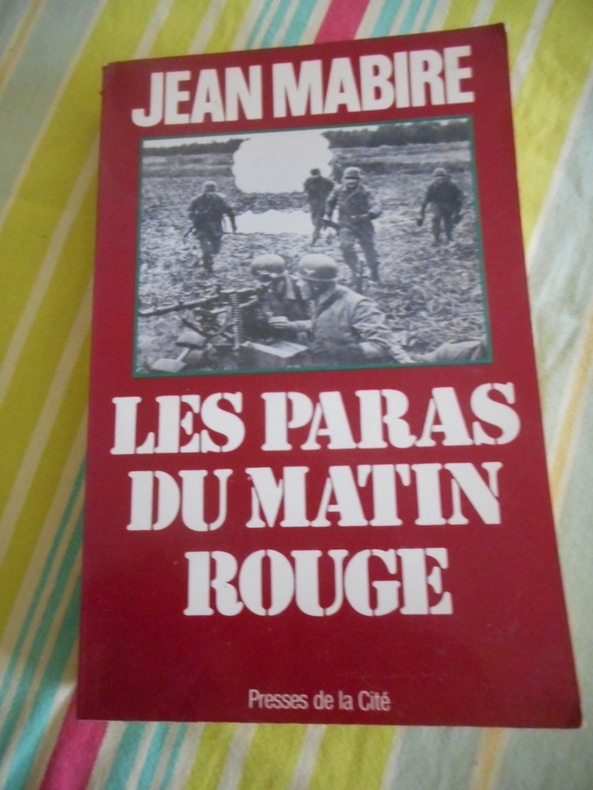 JEAN MABIRE
LES PARAS
DU MATIN
ROUGE
Presses de la Cité